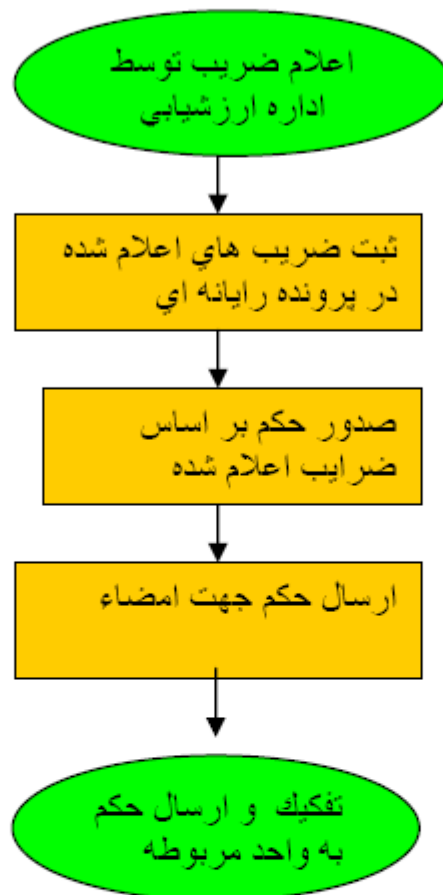 اعلام ضريب توسط
اداره ارزشيابي
ثبت ضريب هاي اعلام شده
در پرونده رايانه اي
صدور حكم بر اساس
ضرايب اعلام شده
ارسال حكم جهت امضاء
تفكيك و ارسال حكم
به واحد مربوطه